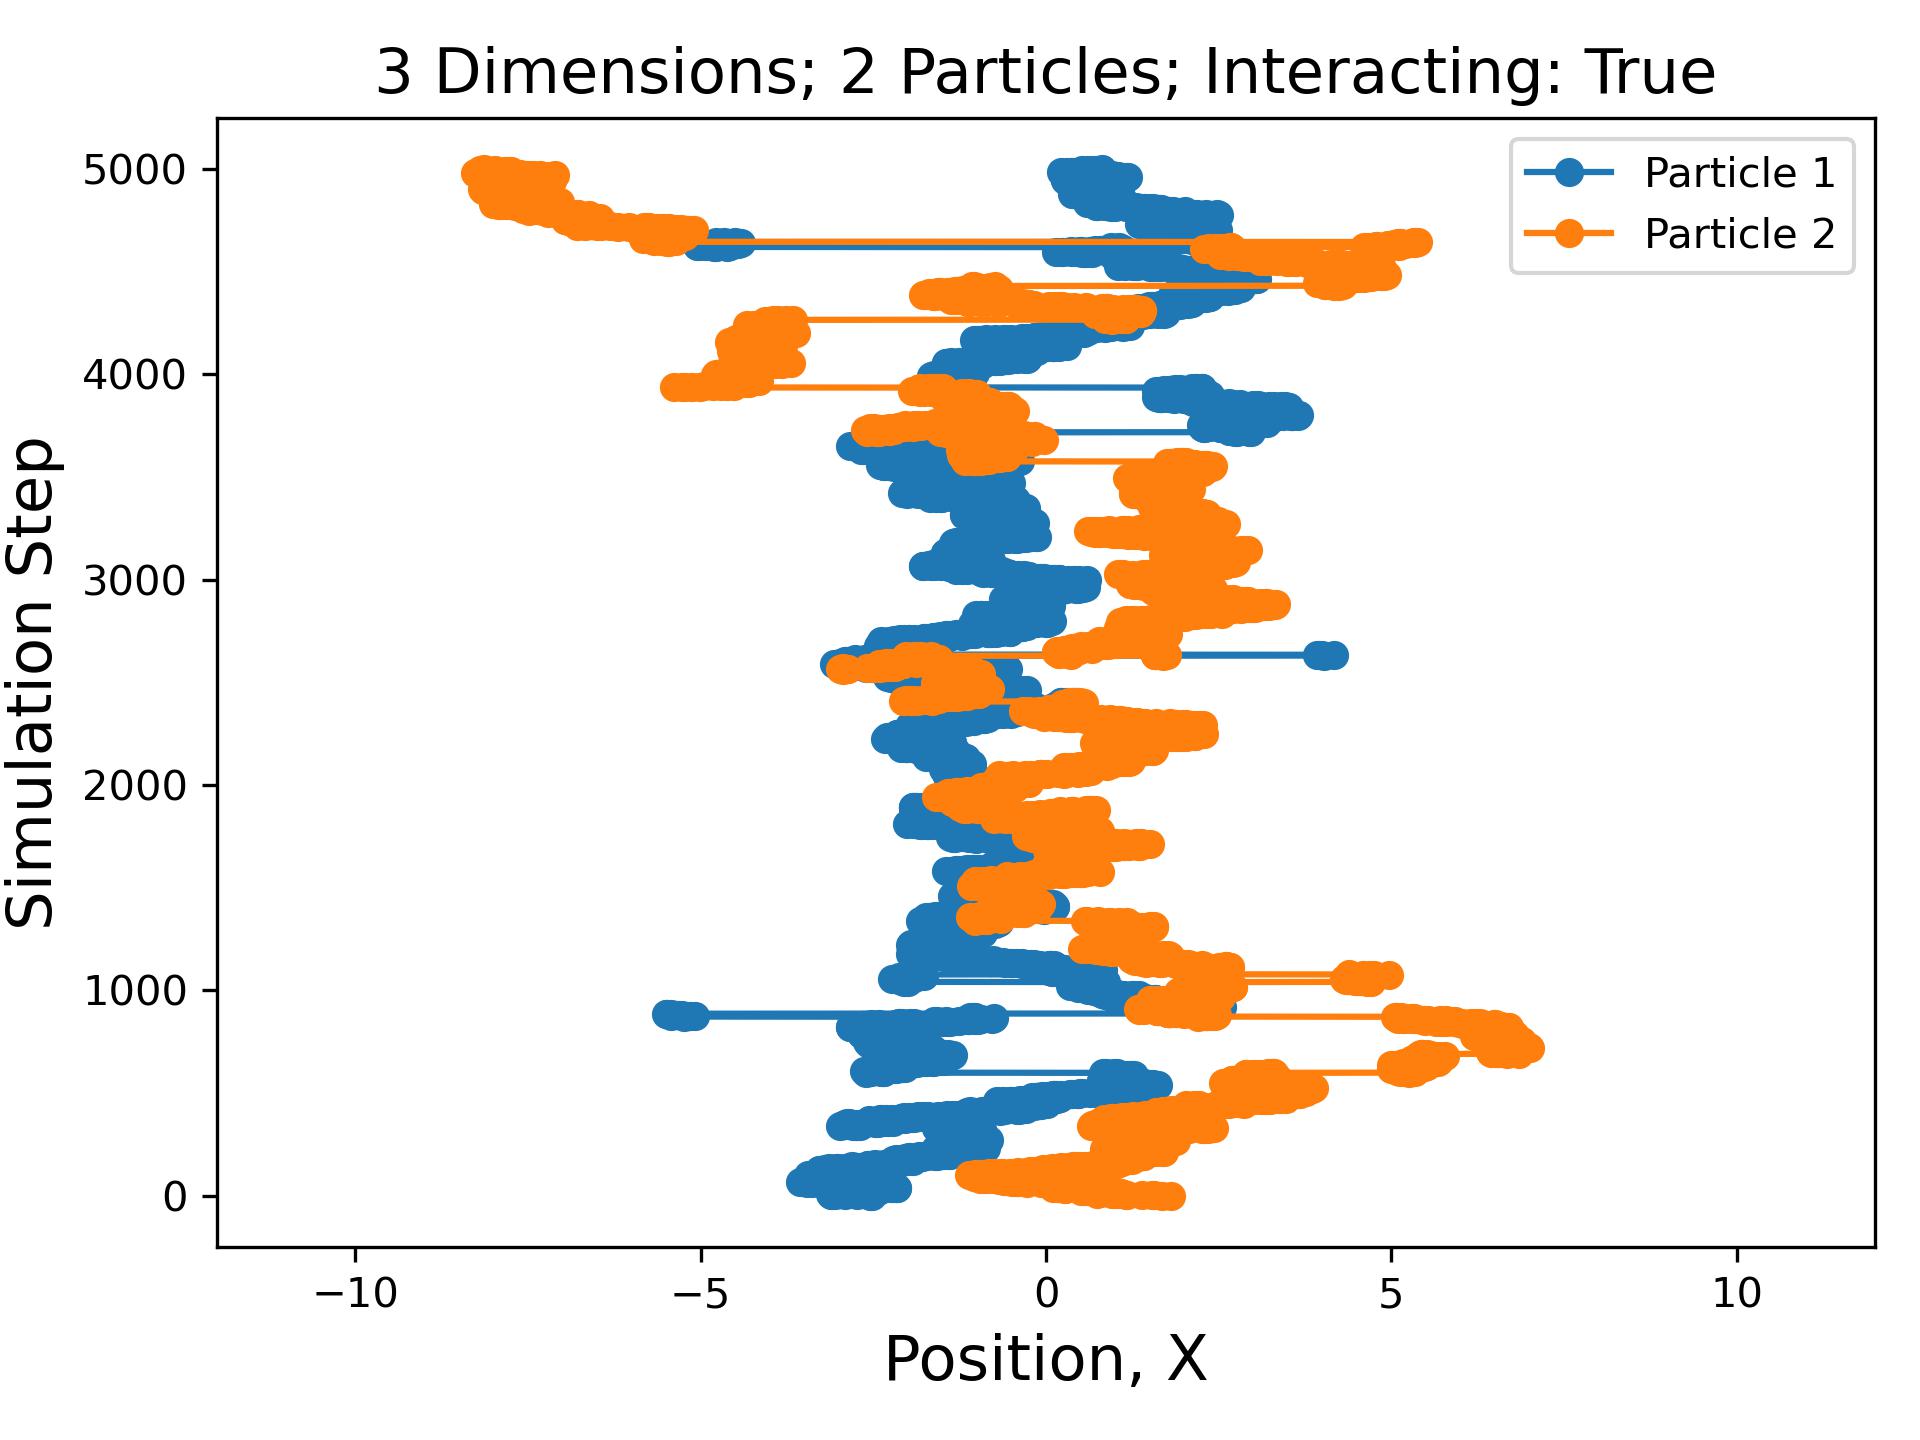 3 Dimensions; 2 Particles; Interacting: True
Particle 1
Particle 2
5000
4000
3000
2000
1000
0
Simulation Step
−10
−5
0
5
10
Position, X